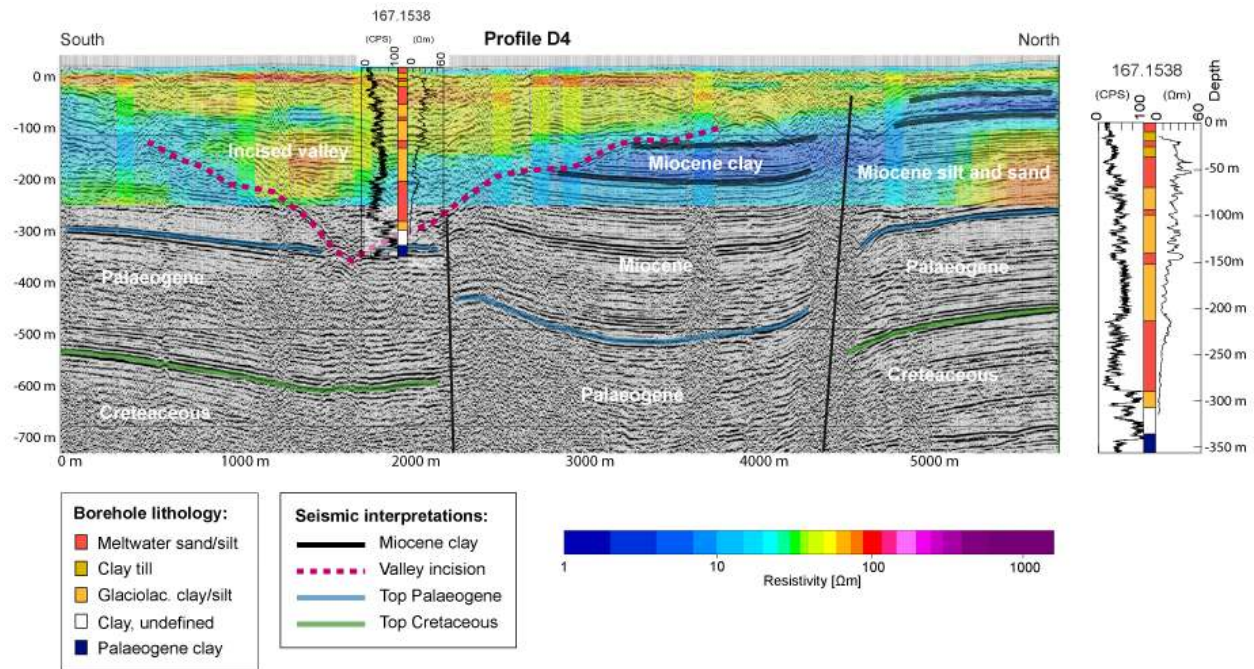 167.1538
South
(CPS)
(Ωm)
Profile D4
North
0
100
0
60
0 m
-100 m
-200 m
-300 m
-400 m
-500 m
-600 m
-700 m
Incised valley
Miocene clay
Miocene silt and sand
Palaeogene
Miocene
Palaeogene
Creteaceous
Palaeogene
Creteaceous
0 m
1000 m
2000 m
3000 m
4000 m
5000 m
167.1538
(CPS)
(Ωm)
Depth
0
100
0
60
0 m
-50 m
-100m
-150 m
-200 m
-250 m
-300 m
-350 m
Borehole lithology:
Meltwater sand/silt
Clay till
Glaciolac. clay/silt
Clay, undefined
Palaeogene clay
Seismic interpretations:
Miocene clay
Valley incision
Top Palaeogene
Top Cretaceous
1
10
100
1000
Resistivity [Ωm]